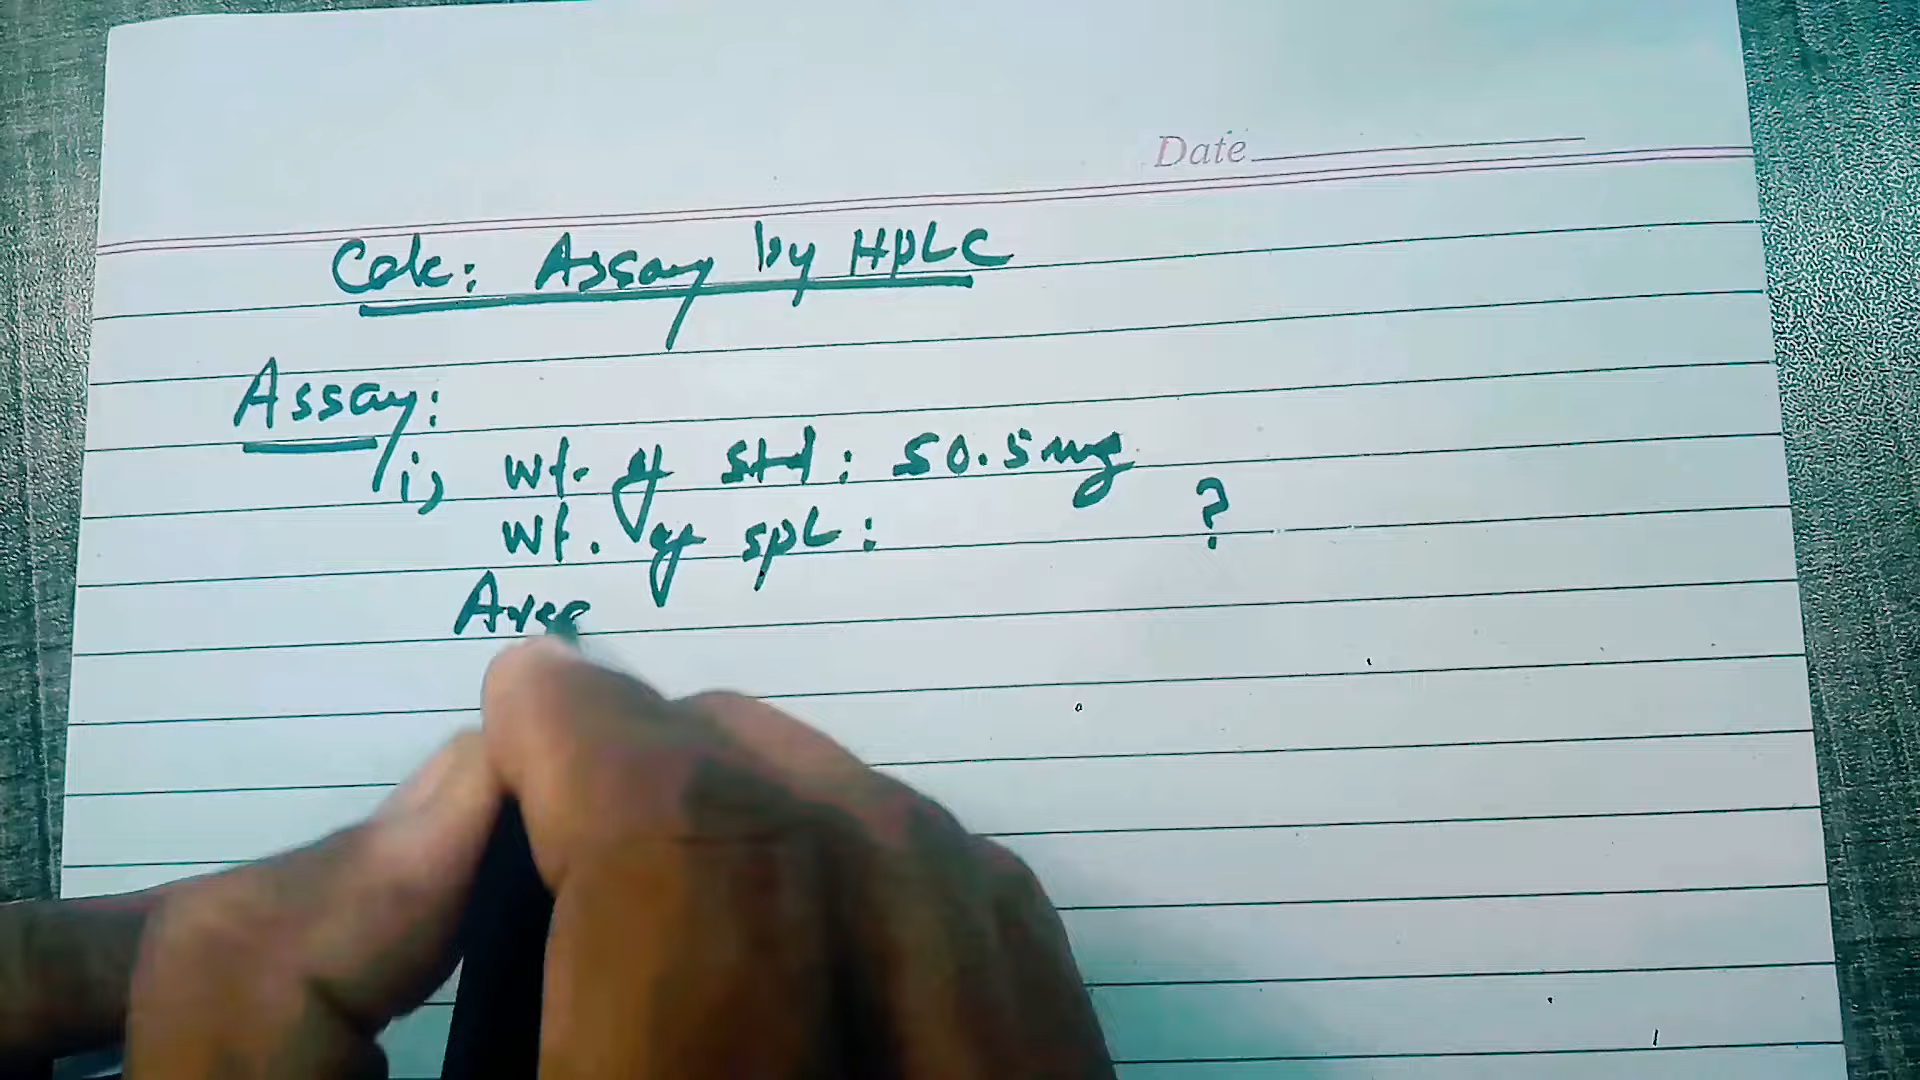 Date
Calc: Assay by HPLC
Assay:
i) Wt. of Std: 50.5mg
Wt. of spL: ?
Area